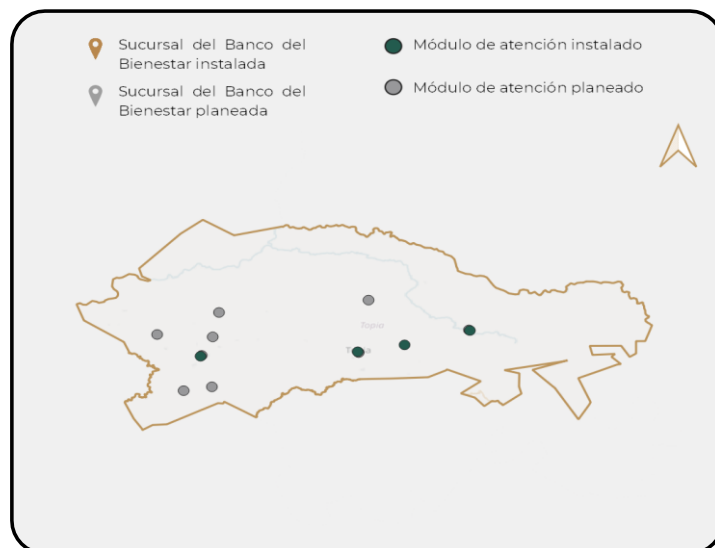 Sucursal del Banco del
Bienestar instalada
Sucursal del Banco del
Bienestar planeada
Módulo de atención instalado
Módulo de atención planeado